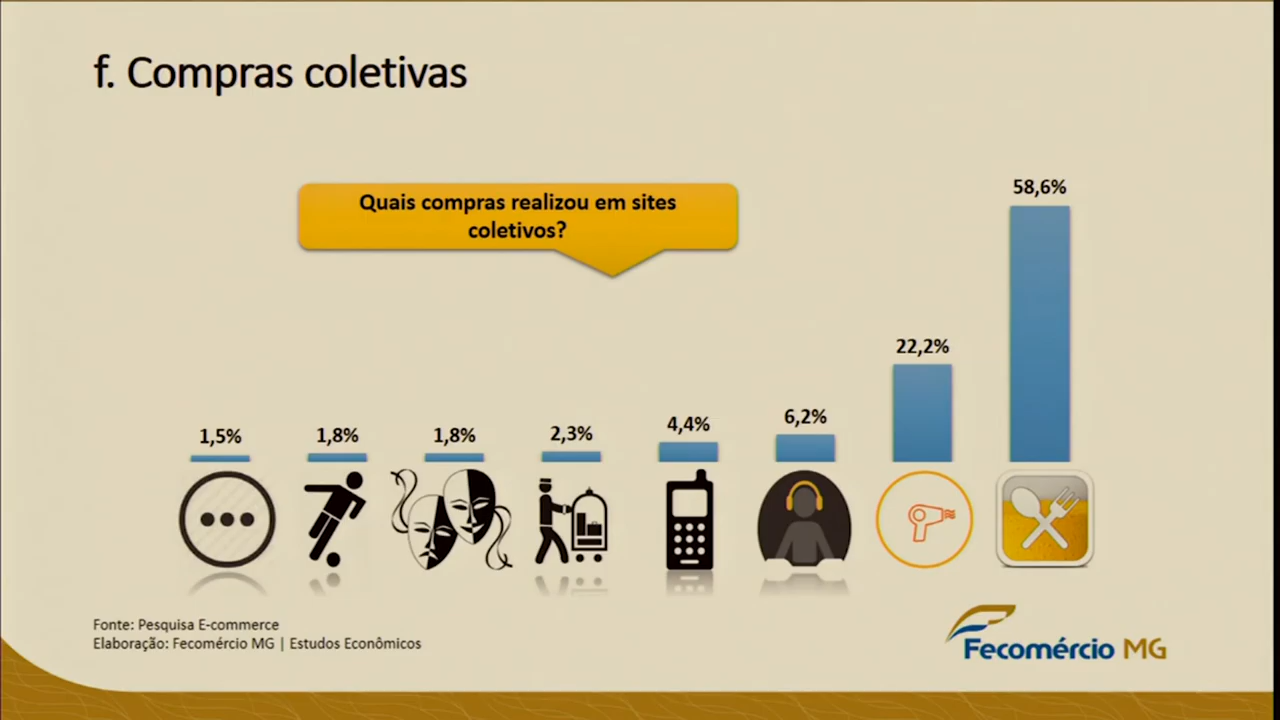 f. Compras coletivas
Quais compras realizou em sites
coletivos?
58,6%
22,2%
6,2%
4,4%
2,3%
1,8%
1,8%
1,5%
Fonte: Pesquisa E-commerce
Elaboração: Fecomércio MG | Estudos Econômicos
Fecomércio MG